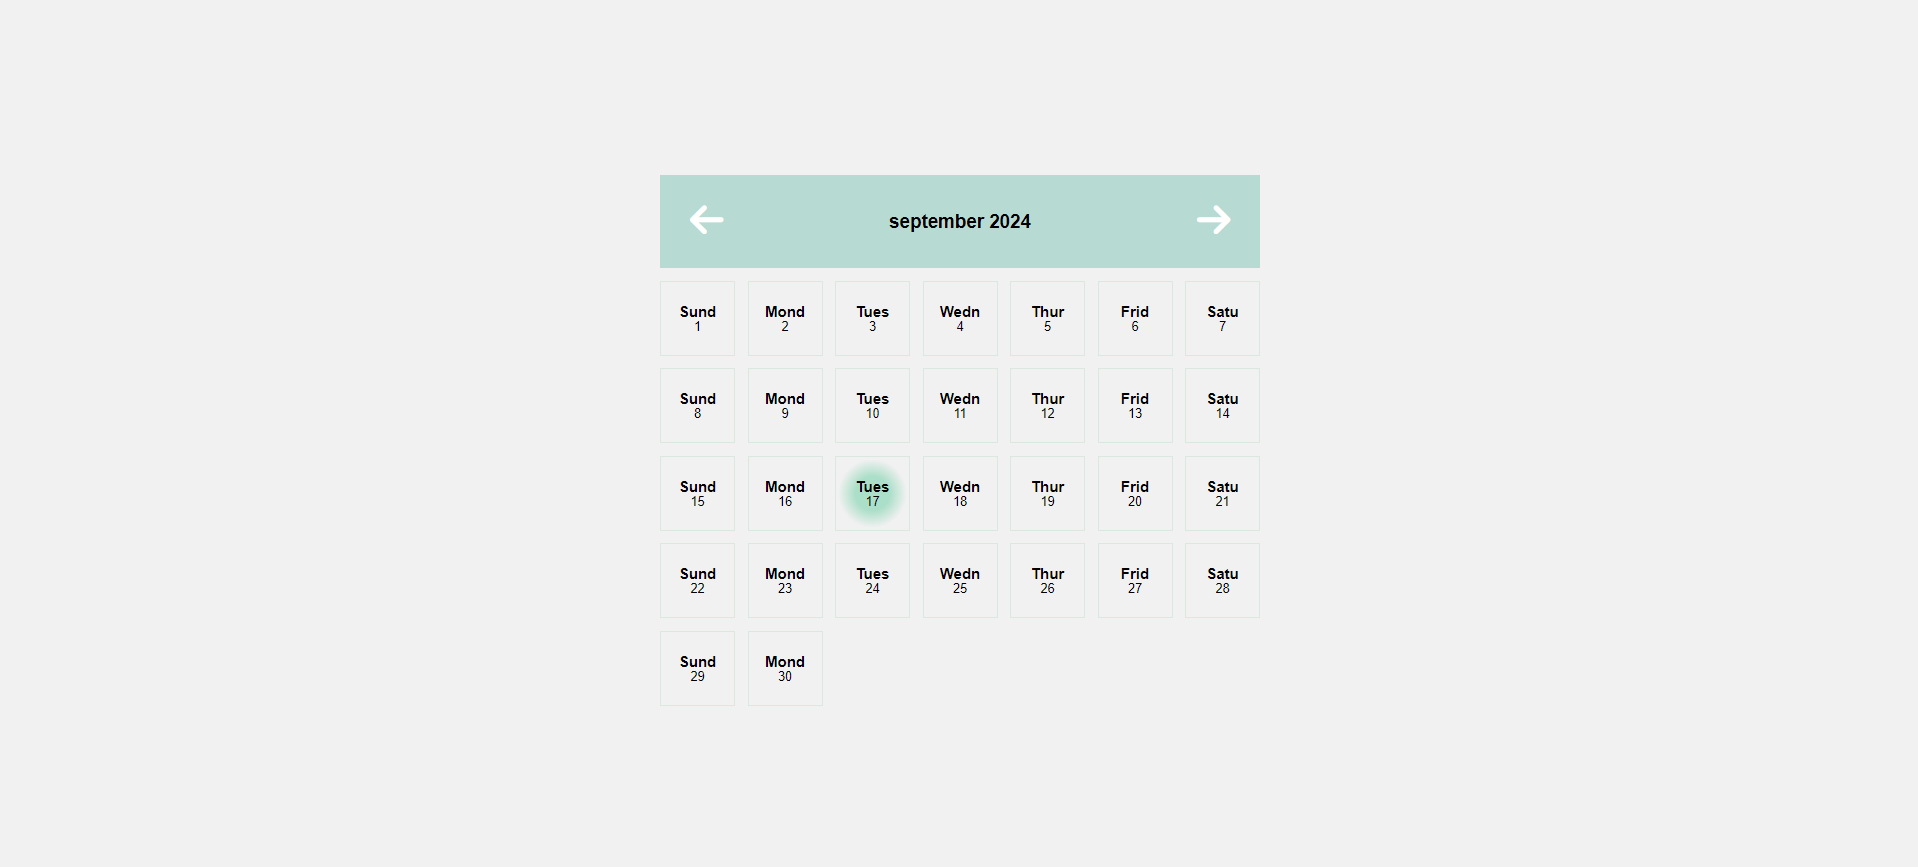 september 2024
Sund Mond Tues Wedn Thur Frid Satu
1 2 3 4 5 6 7
Sund Mond Tues Wedn Thur Frid Satu
8 9 10 11 12 13 14
Sund Mond Tues Wedn Thur Frid Satu
15 16 17 18 19 20 21
Sund Mond Tues Wedn Thur Frid Satu
22 23 24 25 26 27 28
Sund Mond
29 30